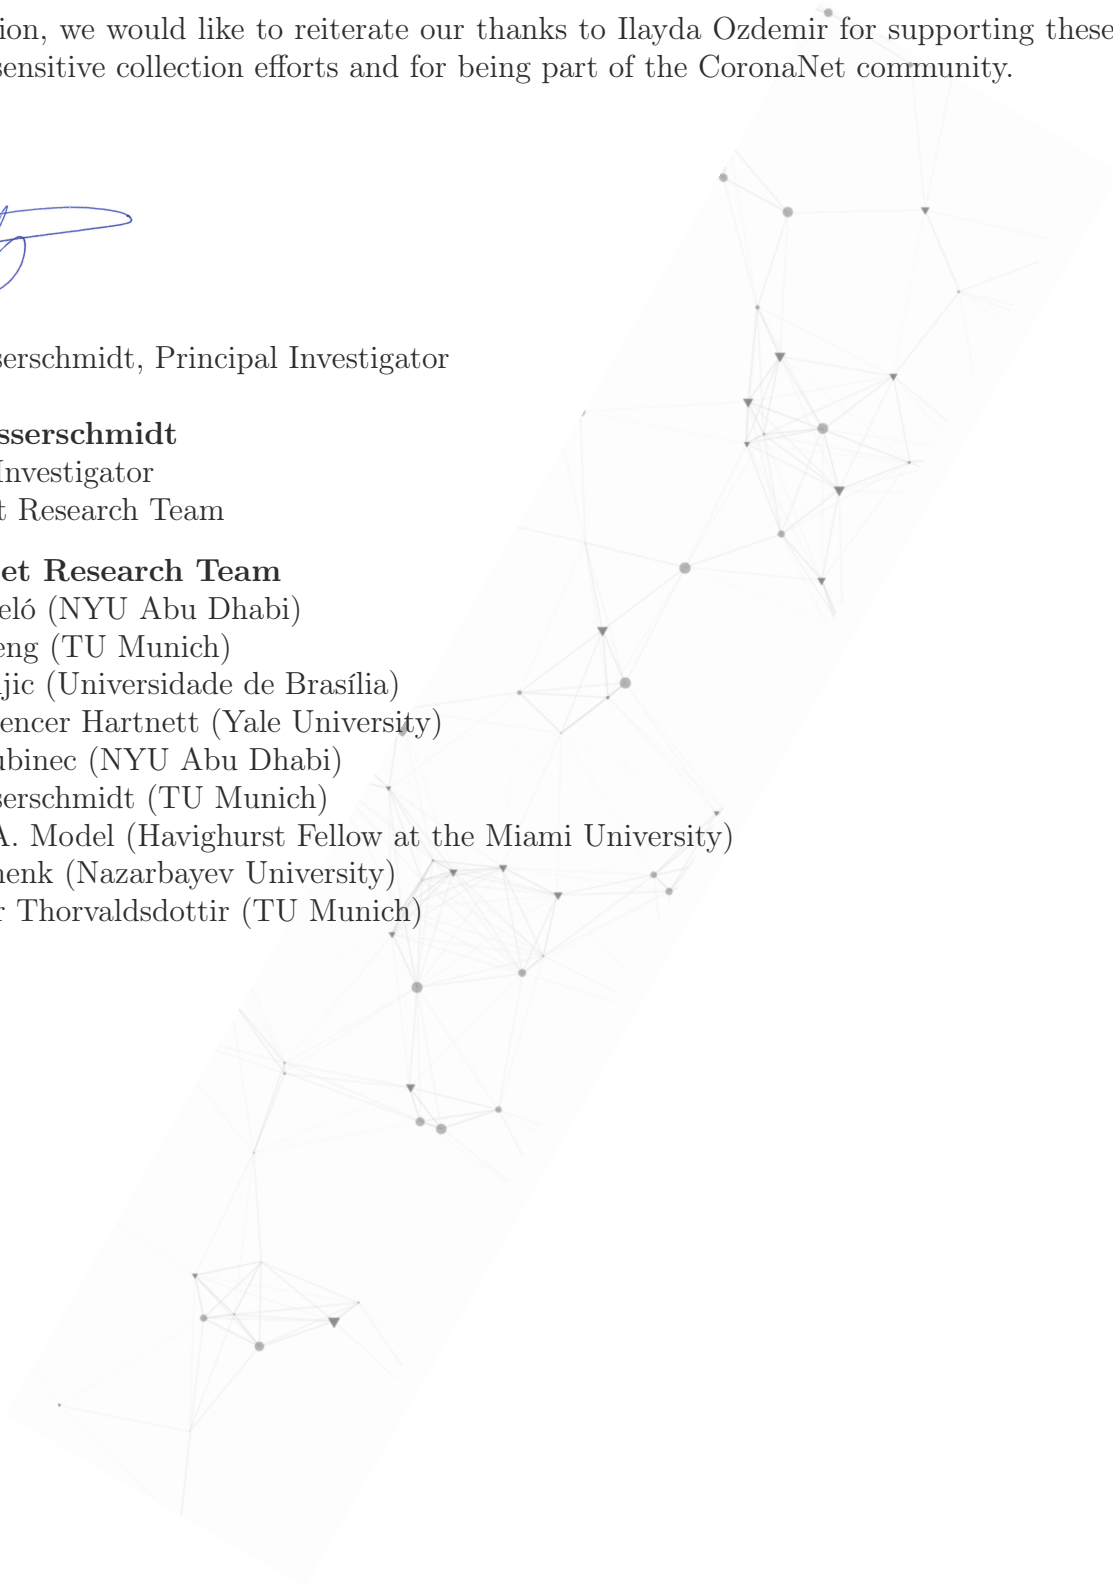 ion, we would like to reiterate our thanks to Ilayda Ozdemir for supporting these
sensitive collection efforts and for being part of the CoronaNet community.
serschmidt, Principal Investigator
sserschmidt
Investigator
t Research Team
et Research Team
eló (NYU Abu Dhabi)
eng (TU Munich)
jic (Universidade de Brasília)
encer Hartnett (Yale University)
ubinec (NYU Abu Dhabi)
serschmidt (TU Munich)
A. Model (Havighurst Fellow at the Miami University)
henk (Nazarbayev University)
r Thorvaldsdottir (TU Munich)